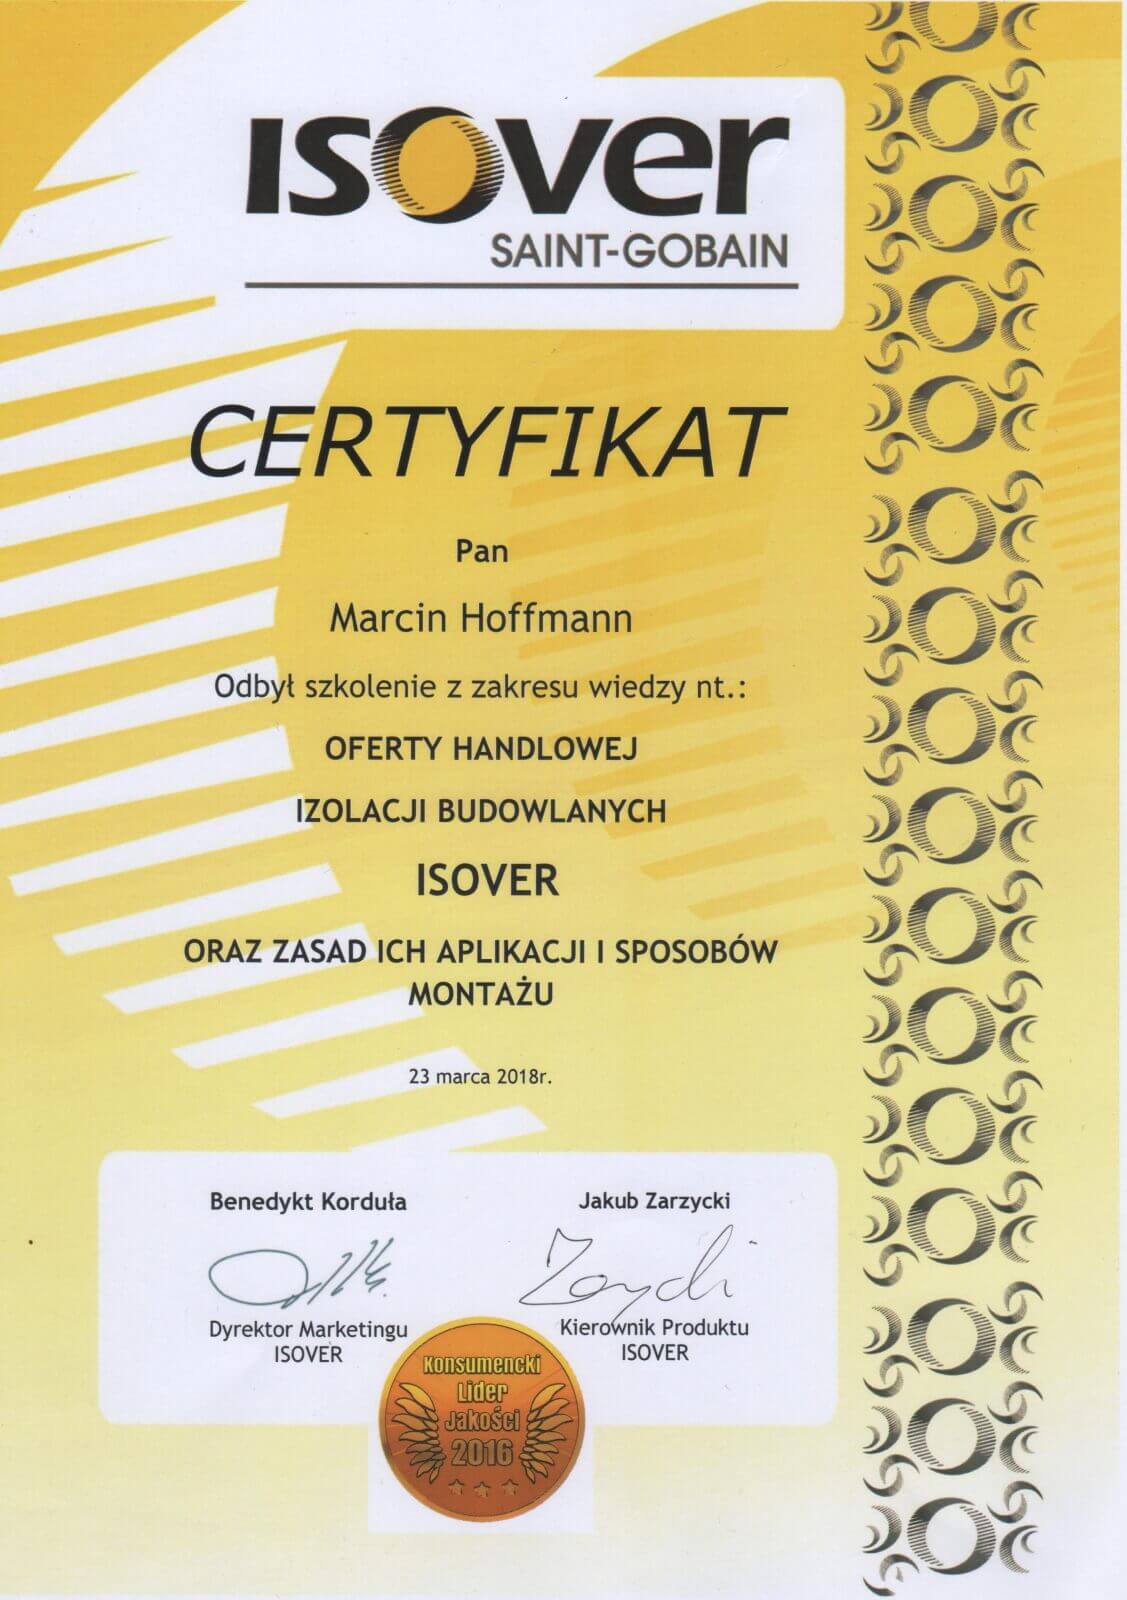 ISOver
SAINT-GOBAIN
CERTYFIKAT
Pan
Marcin Hoffmann
Odbył szkolenie z zakresu wiedzy nt.:
OFERTY HANDLOWEJ
IZOLACJI BUDOWLANYCH
ISOVER
ORAZ ZASAD ICH APLIKACJI I SPOSOBÓW
MONTAŻU
23 marca 2018r.
Benedykt Korduła
Dyrektor Marketingu
ISOVER
Jakub Zarzycki
Kierownik Produktu
ISOVER
Konsumencki
Lider
Jakości
2016